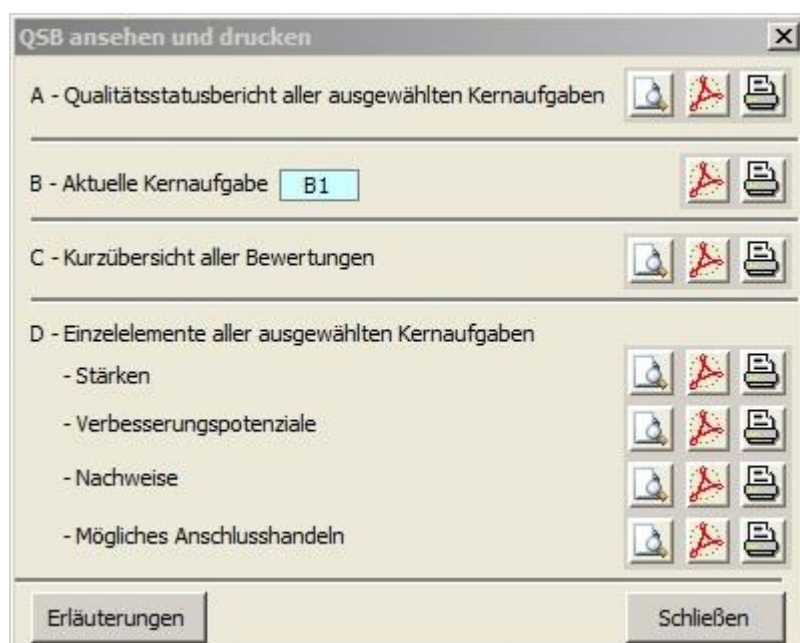 QSB ansehen und drucken
A - Qualitätsstatusbericht aller ausgewählten Kernaufgaben
B - Aktuelle Kernaufgabe B1
C - Kurzübersicht aller Bewertungen
D - Einzelelemente aller ausgewählten Kernaufgaben
- Stärken
- Verbesserungspotenziale
- Nachweise
- Mögliches Anschlusshandeln
Erläuterungen Schließen